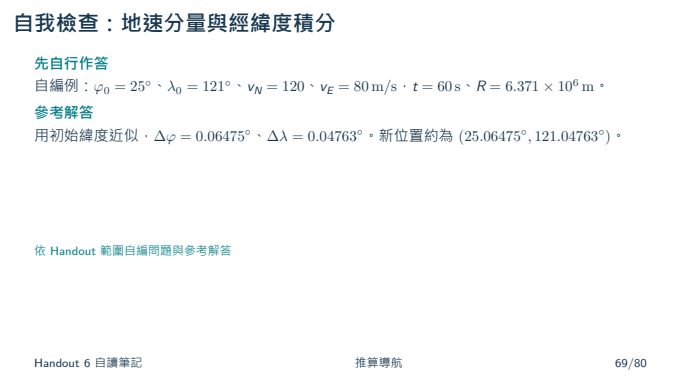 自我檢查：地速分量與經緯度積分
先自行作答
自編例：φ₀ = 25°、λ₀ = 121°、v_N = 120、v_E = 80 m/s，t = 60 s、R = 6.371 × 10⁶ m。
參考解答
用初始緯度近似，Δφ = 0.06475°、Δλ = 0.04763°。新位置約為 (25.06475°, 121.04763°)。
依 Handout 範圍自編問題與參考解答
Handout 6 自讀筆記 推算導航 69/80